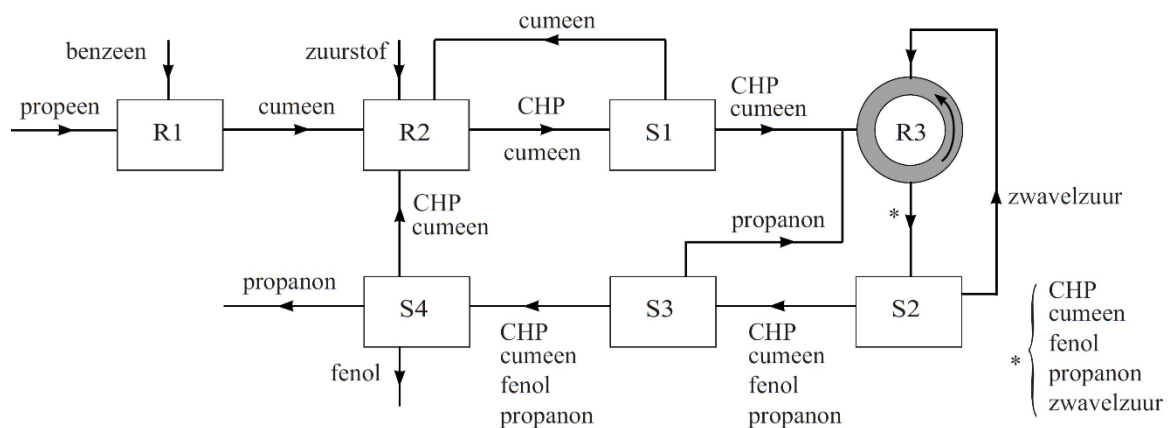 cumeen
benzeen
zuurstof
CHP
cumeen
propeen
cumeen
CHP
cumeen
R1
R2
S1
R3
CHP
cumeen
propanon
*
zwavelzuur
propanon
S4
S3
S2
fenol
CHP
cumeen
fenol
propanon
CHP
cumeen
fenol
propanon
*
CHP
cumeen
fenol
propanon
zwavelzuur